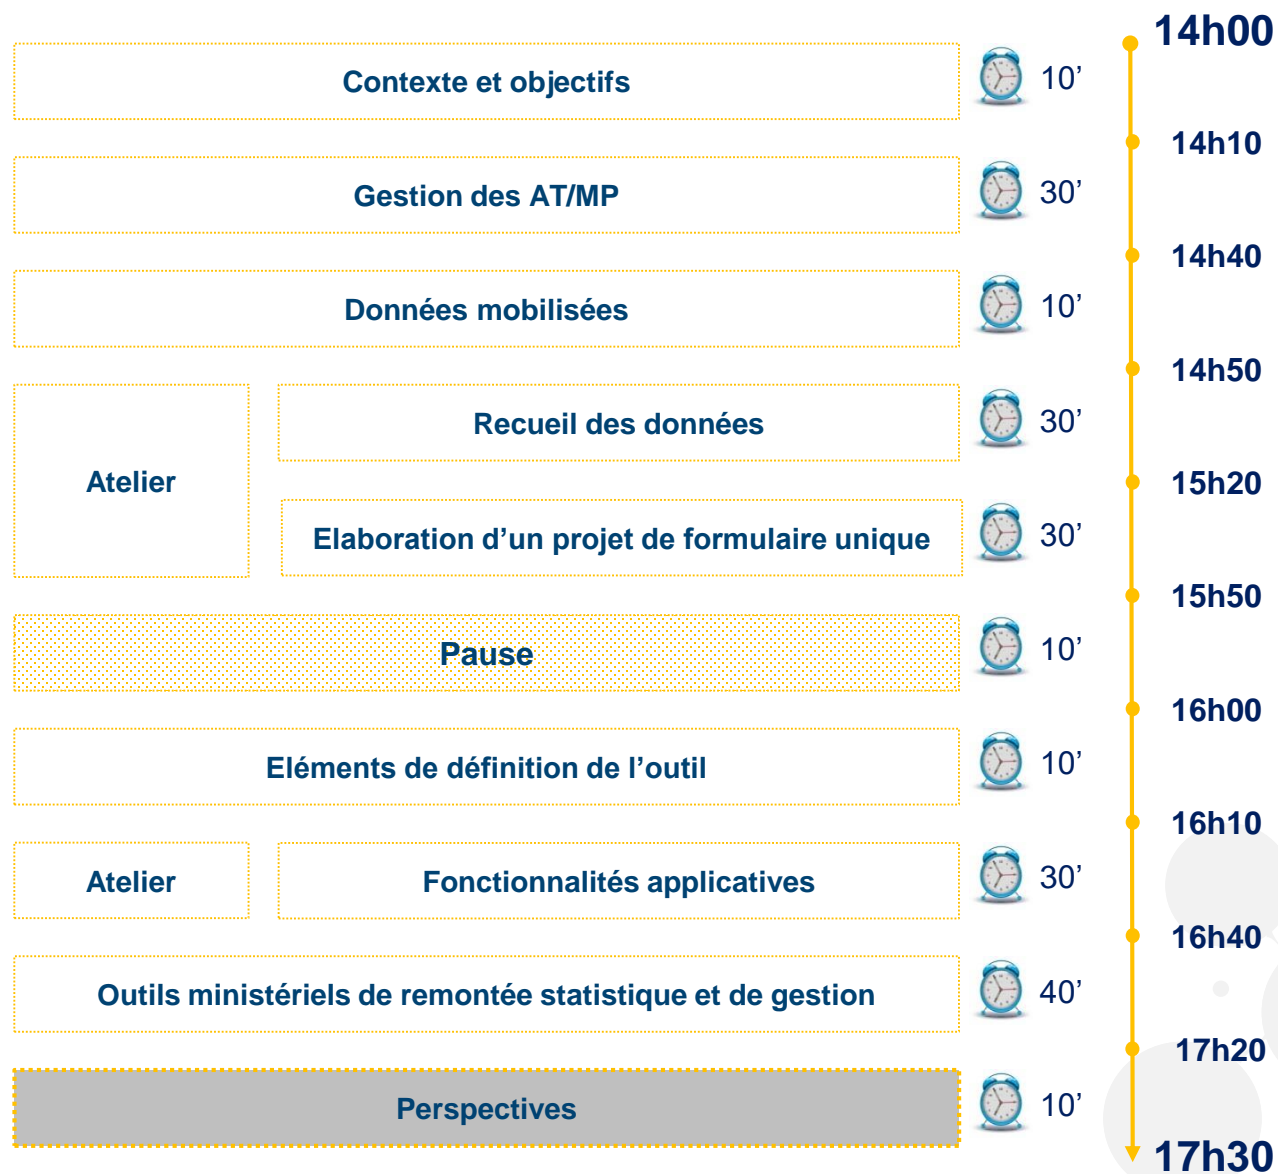 14h00
Contexte et objectifs
10’
14h10
Gestion des AT/MP
30’
14h40
Données mobilisées
10’
14h50
Recueil des données
30’
Atelier
15h20
Elaboration d’un projet de formulaire unique
30’
15h50
Pause
10’
16h00
Eléments de définition de l’outil
10’
16h10
Atelier
Fonctionnalités applicatives
30’
16h40
Outils ministériels de remontée statistique et de gestion
40’
17h20
Perspectives
10’
17h30